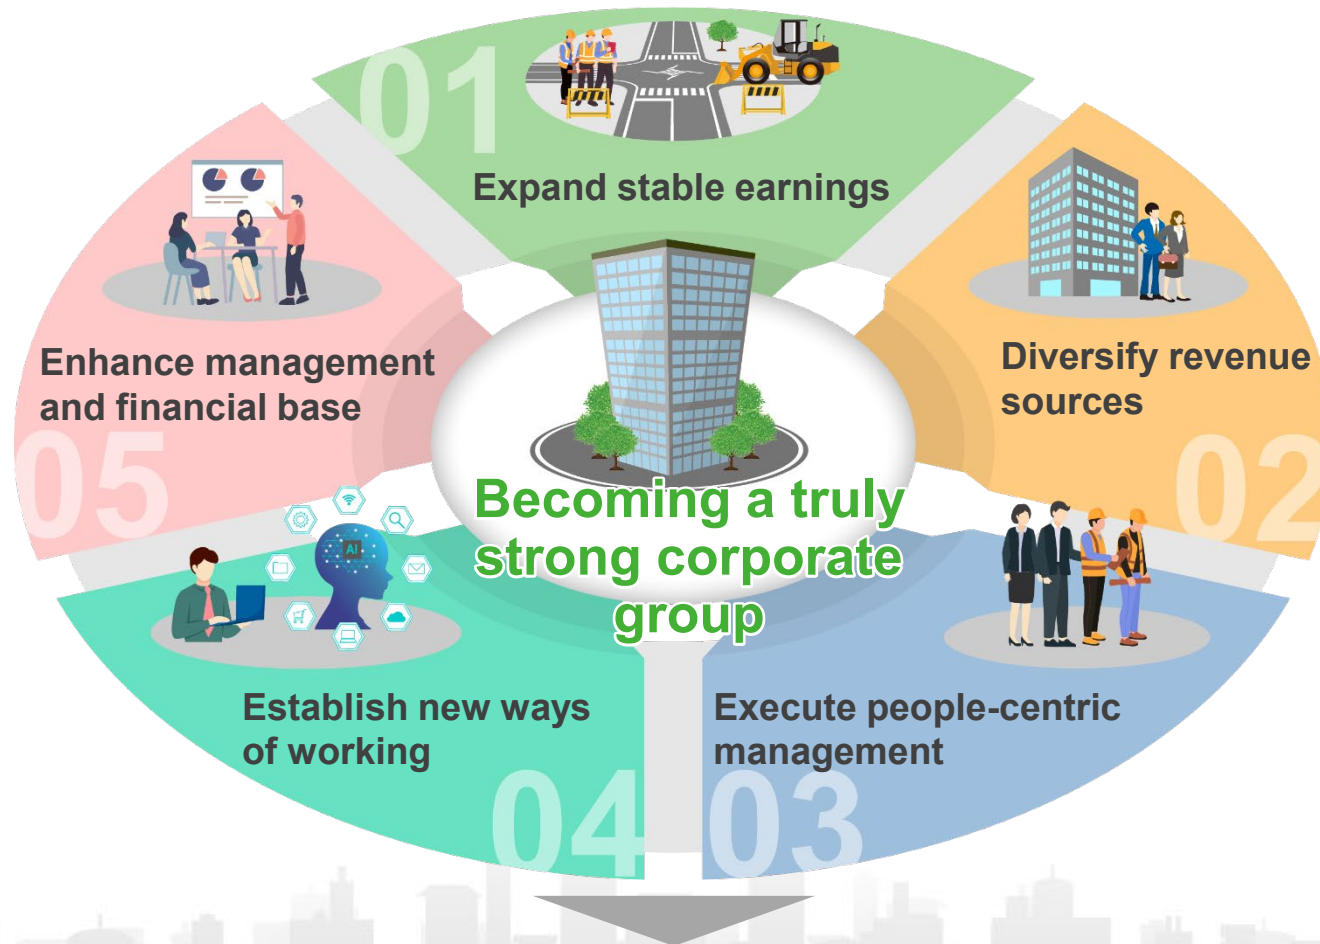 01
Expand stable earnings
Diversify revenue
sources
02
Execute people-centric
management
03
Establish new ways
of working
04
Enhance management
and financial base
05
AI
Becoming a truly
strong corporate
group